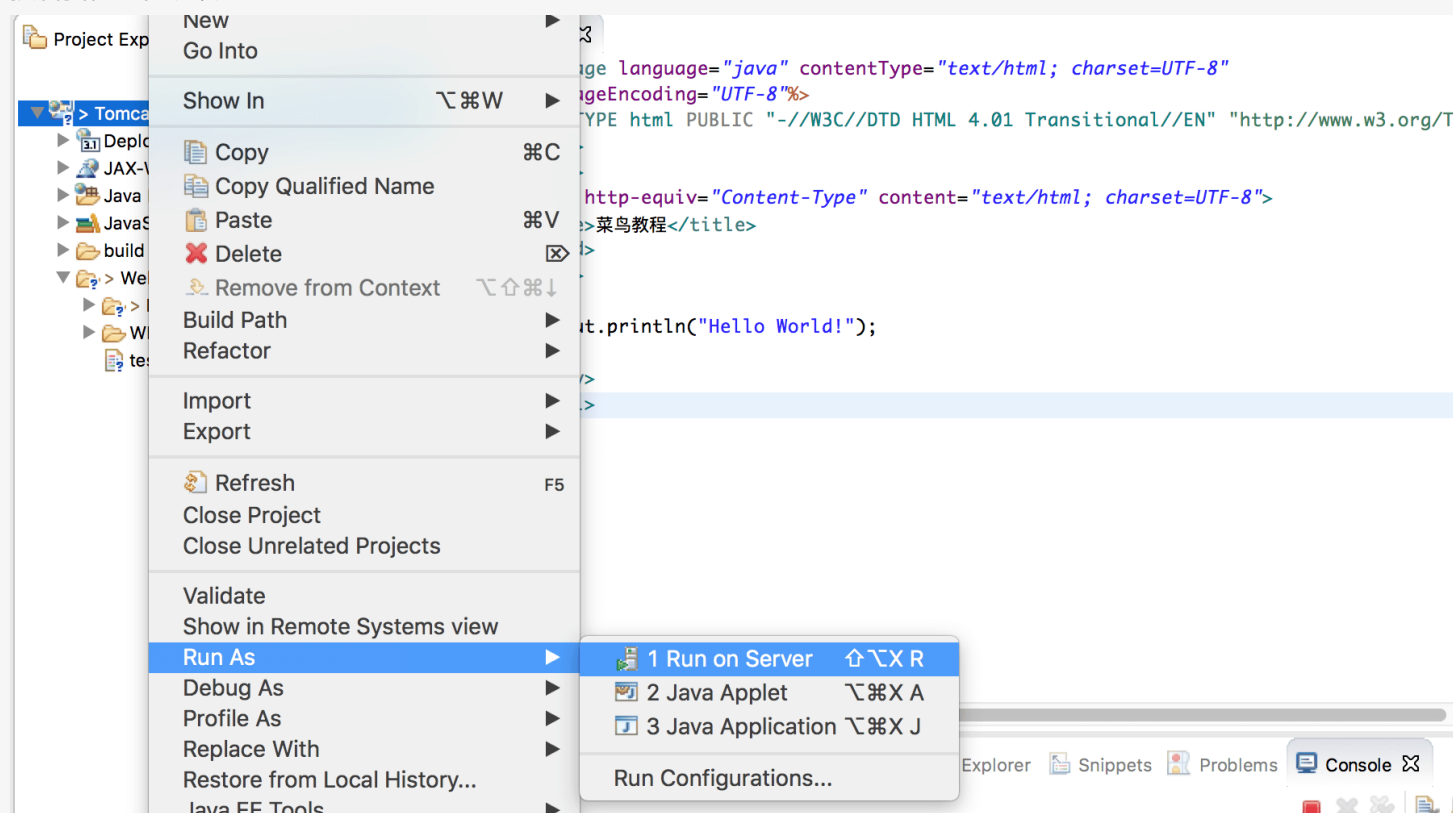 Project Exp
> Tomca
Deplo
JAX-W
Java
JavaS
build
> Wel
>
WI
tes
New
Go Into
Show In ⌥⌘W
Copy ⌘C
Copy Qualified Name
Paste ⌘V
Delete ⌦
Remove from Context ⌥⇧⌘↓
Build Path
Refactor
Import
Export
Refresh F5
Close Project
Close Unrelated Projects
Validate
Show in Remote Systems view
Run As
Debug As
Profile As
Replace With
Restore from Local History...
Java EE Tools
1 Run on Server ⇧⌥X R
2 Java Applet ⌥⌘X A
3 Java Application ⌥⌘X J
Run Configurations...
age language="java" contentType="text/html; charset=UTF-8"
ageEncoding="UTF-8"%>
TYPE html PUBLIC "-//W3C//DTD HTML 4.01 Transitional//EN" "http://www.w3.org/T
>
>
http-equiv="Content-Type" content="text/html; charset=UTF-8">
e>菜鸟教程</title>
d>
>
ut.println("Hello World!");
y>
l>
Explorer Snippets Problems Console